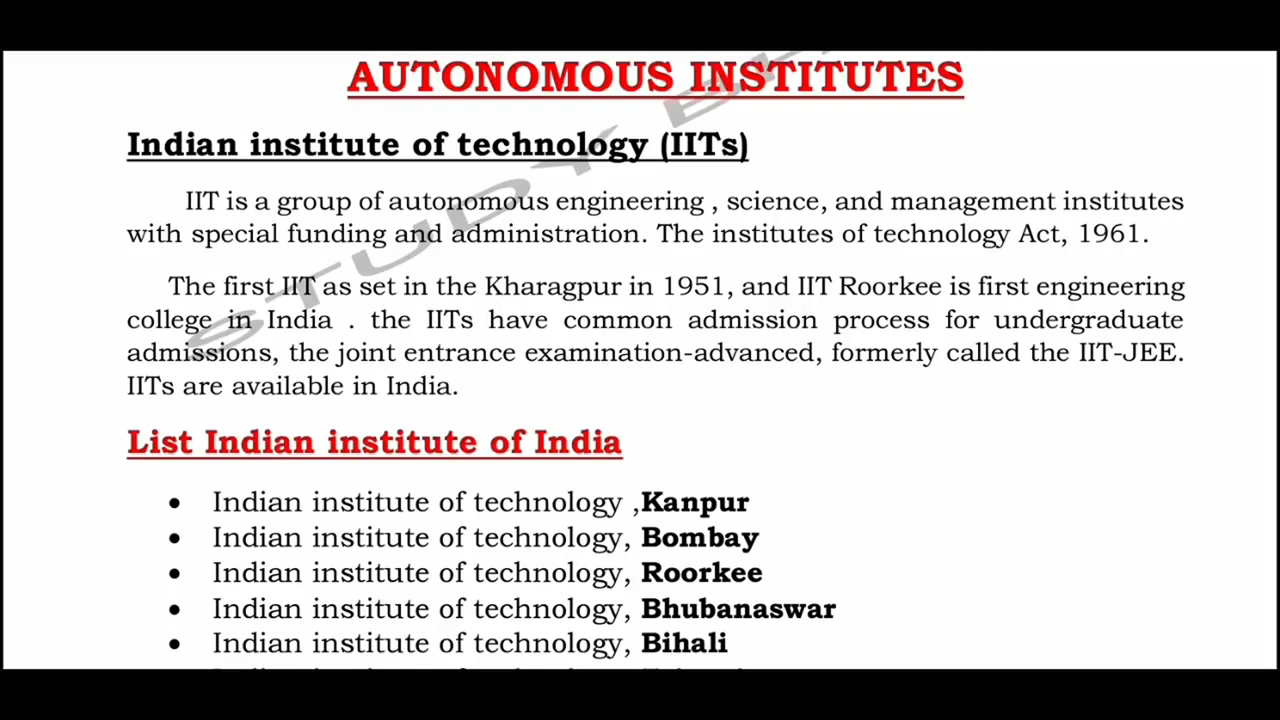 AUTONOMOUS INSTITUTES
Indian institute of technology (IITs)
IIT is a group of autonomous engineering , science, and management institutes
with special funding and administration. The institutes of technology Act, 1961.
The first IIT as set in the Kharagpur in 1951, and IIT Roorkee is first engineering
college in India . the IITs have common admission process for undergraduate
admissions, the joint entrance examination-advanced, formerly called the IIT-JEE.
IITs are available in India.
List Indian institute of India
• Indian institute of technology ,Kanpur
• Indian institute of technology, Bombay
• Indian institute of technology, Roorkee
• Indian institute of technology, Bhubanaswar
• Indian institute of technology, Bihali
STUDY